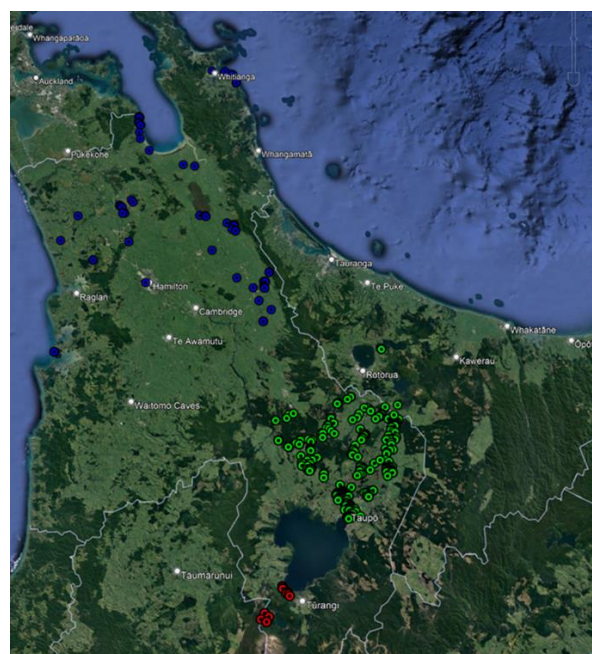 Whangaparāoa
Auckland
Whitianga
Pukekohe
Whangamatā
Tauranga
Te Puke
Hamilton
Raglan
Cambridge
Whakatāne
Te Awamutu
Kawerau
Rotorua
Waitomo Caves
Taupō
Taumarunui
Tūrangi